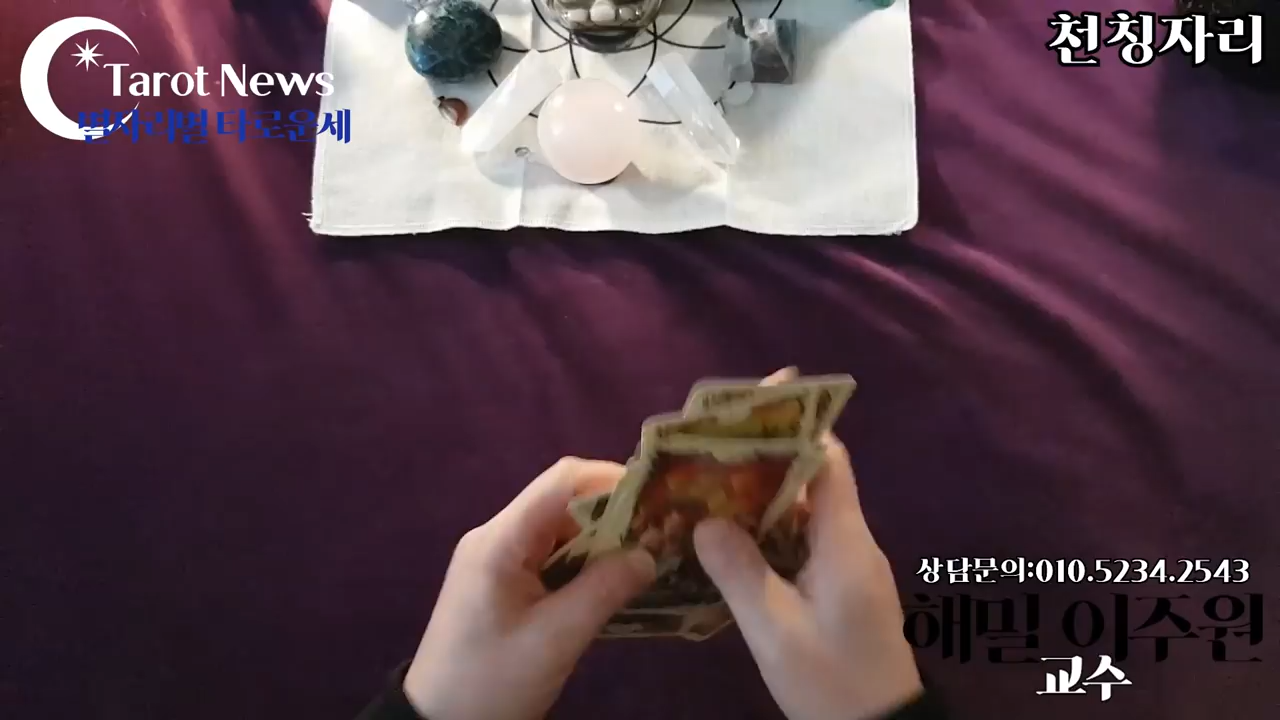 Tarot News
별자리별 타로운세
천칭자리
상담문의:010.5234.2543
해밀 이주원
교수